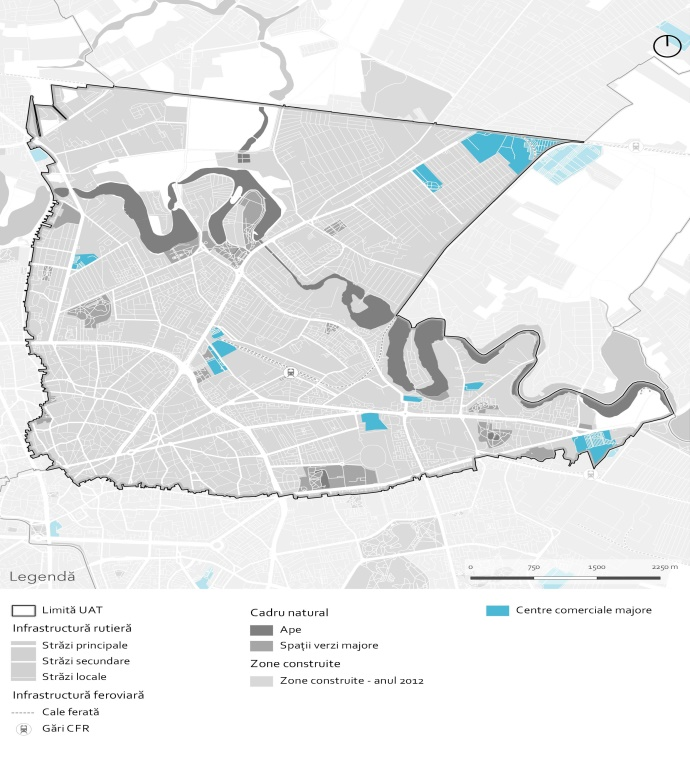 0 750 1500 2250 m
Legendă
Limită UAT
Infrastructură rutieră
Străzi principale
Străzi secundare
Străzi locale
Infrastructură feroviară
Cale ferată
Gări CFR
Cadru natural
Ape
Spații verzi majore
Zone construite
Zone construite - anul 2012
Centre comerciale majore